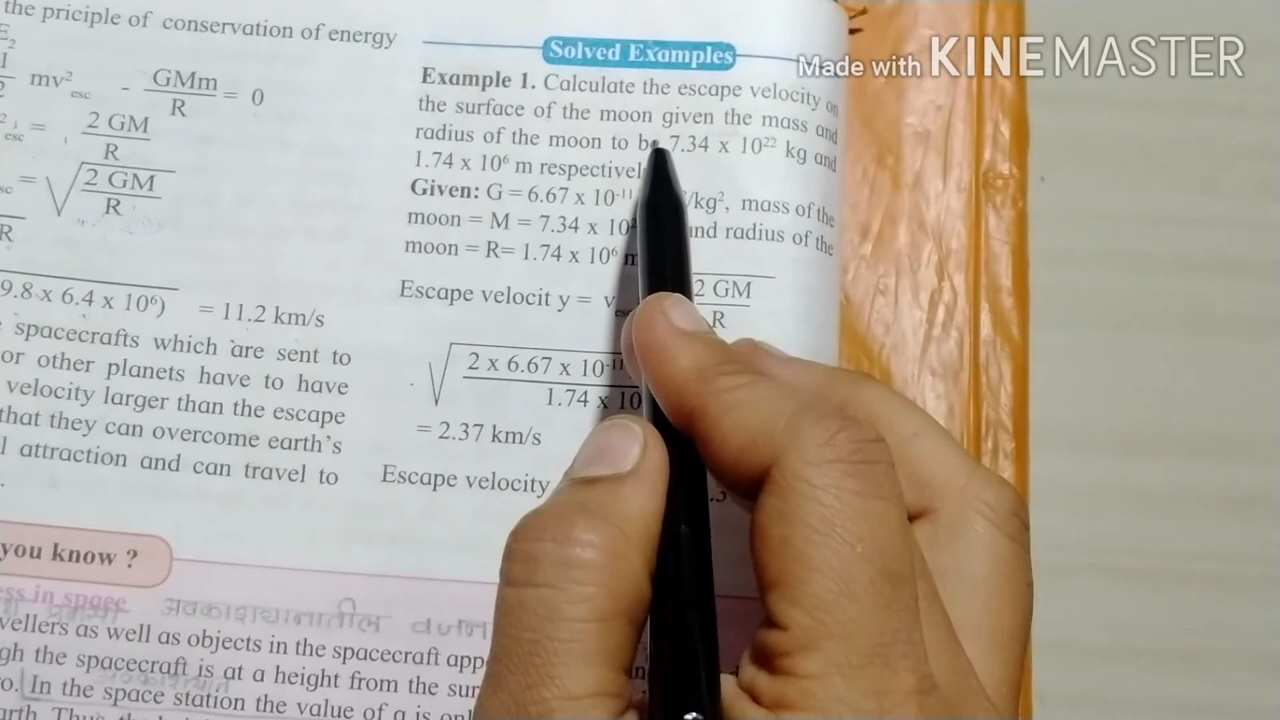 the priciple of conservation of energy
E₂
mv²esc - GMm/R = 0
²esc = 2 GM/R
sc = √(2 GM/R)
R
9.8 x 6.4 x 10⁶) = 11.2 km/s
spacecrafts which are sent to
or other planets have to have
velocity larger than the escape
that they can overcome earth's
l attraction and can travel to
you know ?
ess in space अवकाशयानातील वजन
vellers as well as objects in the spacecraft app
gh the spacecraft is at a height from the sur
o. In the space station the value of g is onl
Solved Examples
Example 1. Calculate the escape velocity on
the surface of the moon given the mass and
radius of the moon to be 7.34 x 10²² kg and
1.74 x 10⁶ m respectivel
Given: G = 6.67 x 10⁻¹¹ /kg², mass of the
moon = M = 7.34 x 10 and radius of the
moon = R= 1.74 x 10⁶ m
Escape velocit y = vesc 2 GM/R
√ 2 x 6.67 x 10⁻¹¹
1.74 x 10
= 2.37 km/s
Escape velocity
Made with KINEMASTER